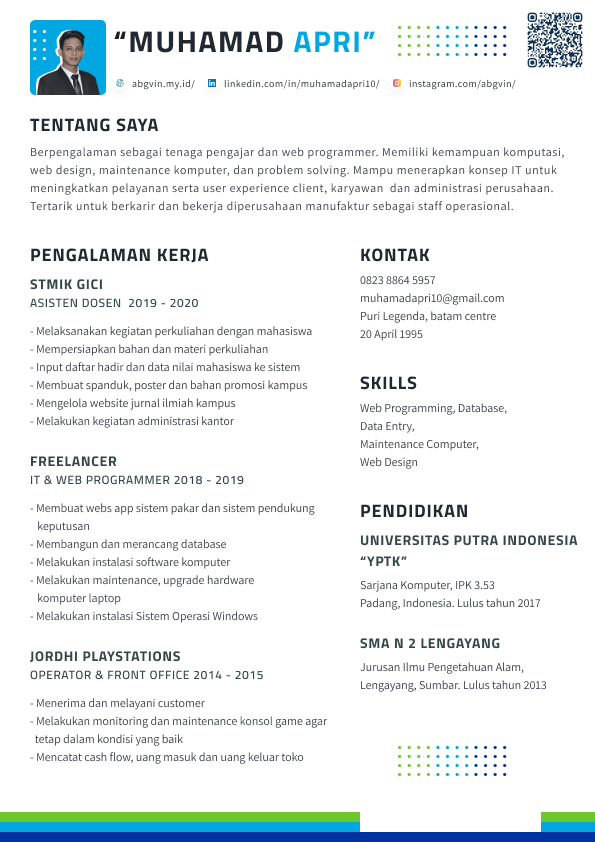 “MUHAMAD APRI”
abgvin.my.id/ linkedin.com/in/muhamadapri10/ instagram.com/abgvin/
TENTANG SAYA
Berpengalaman sebagai tenaga pengajar dan web programmer. Memiliki kemampuan komputasi,
web design, maintenance komputer, dan problem solving. Mampu menerapkan konsep IT untuk
meningkatkan pelayanan serta user experience client, karyawan dan administrasi perusahaan.
Tertarik untuk berkarir dan bekerja diperusahaan manufaktur sebagai staff operasional.
PENGALAMAN KERJA
STMIK GICI
ASISTEN DOSEN 2019 - 2020
- Melaksanakan kegiatan perkuliahan dengan mahasiswa
- Mempersiapkan bahan dan materi perkuliahan
- Input daftar hadir dan data nilai mahasiswa ke sistem
- Membuat spanduk, poster dan bahan promosi kampus
- Mengelola website jurnal ilmiah kampus
- Melakukan kegiatan administrasi kantor
FREELANCER
IT & WEB PROGRAMMER 2018 - 2019
- Membuat webs app sistem pakar dan sistem pendukung
keputusan
- Membangun dan merancang database
- Melakukan instalasi software komputer
- Melakukan maintenance, upgrade hardware
komputer laptop
- Melakukan instalasi Sistem Operasi Windows
JORDHI PLAYSTATIONS
OPERATOR & FRONT OFFICE 2014 - 2015
- Menerima dan melayani customer
- Melakukan monitoring dan maintenance konsol game agar
tetap dalam kondisi yang baik
- Mencatat cash flow, uang masuk dan uang keluar toko
KONTAK
0823 8864 5957
muhamadapri10@gmail.com
Puri Legenda, batam centre
20 April 1995
SKILLS
Web Programming, Database,
Data Entry,
Maintenance Computer,
Web Design
PENDIDIKAN
UNIVERSITAS PUTRA INDONESIA
“YPTK”
Sarjana Komputer, IPK 3.53
Padang, Indonesia. Lulus tahun 2017
SMA N 2 LENGAYANG
Jurusan Ilmu Pengetahuan Alam,
Lengayang, Sumbar. Lulus tahun 2013